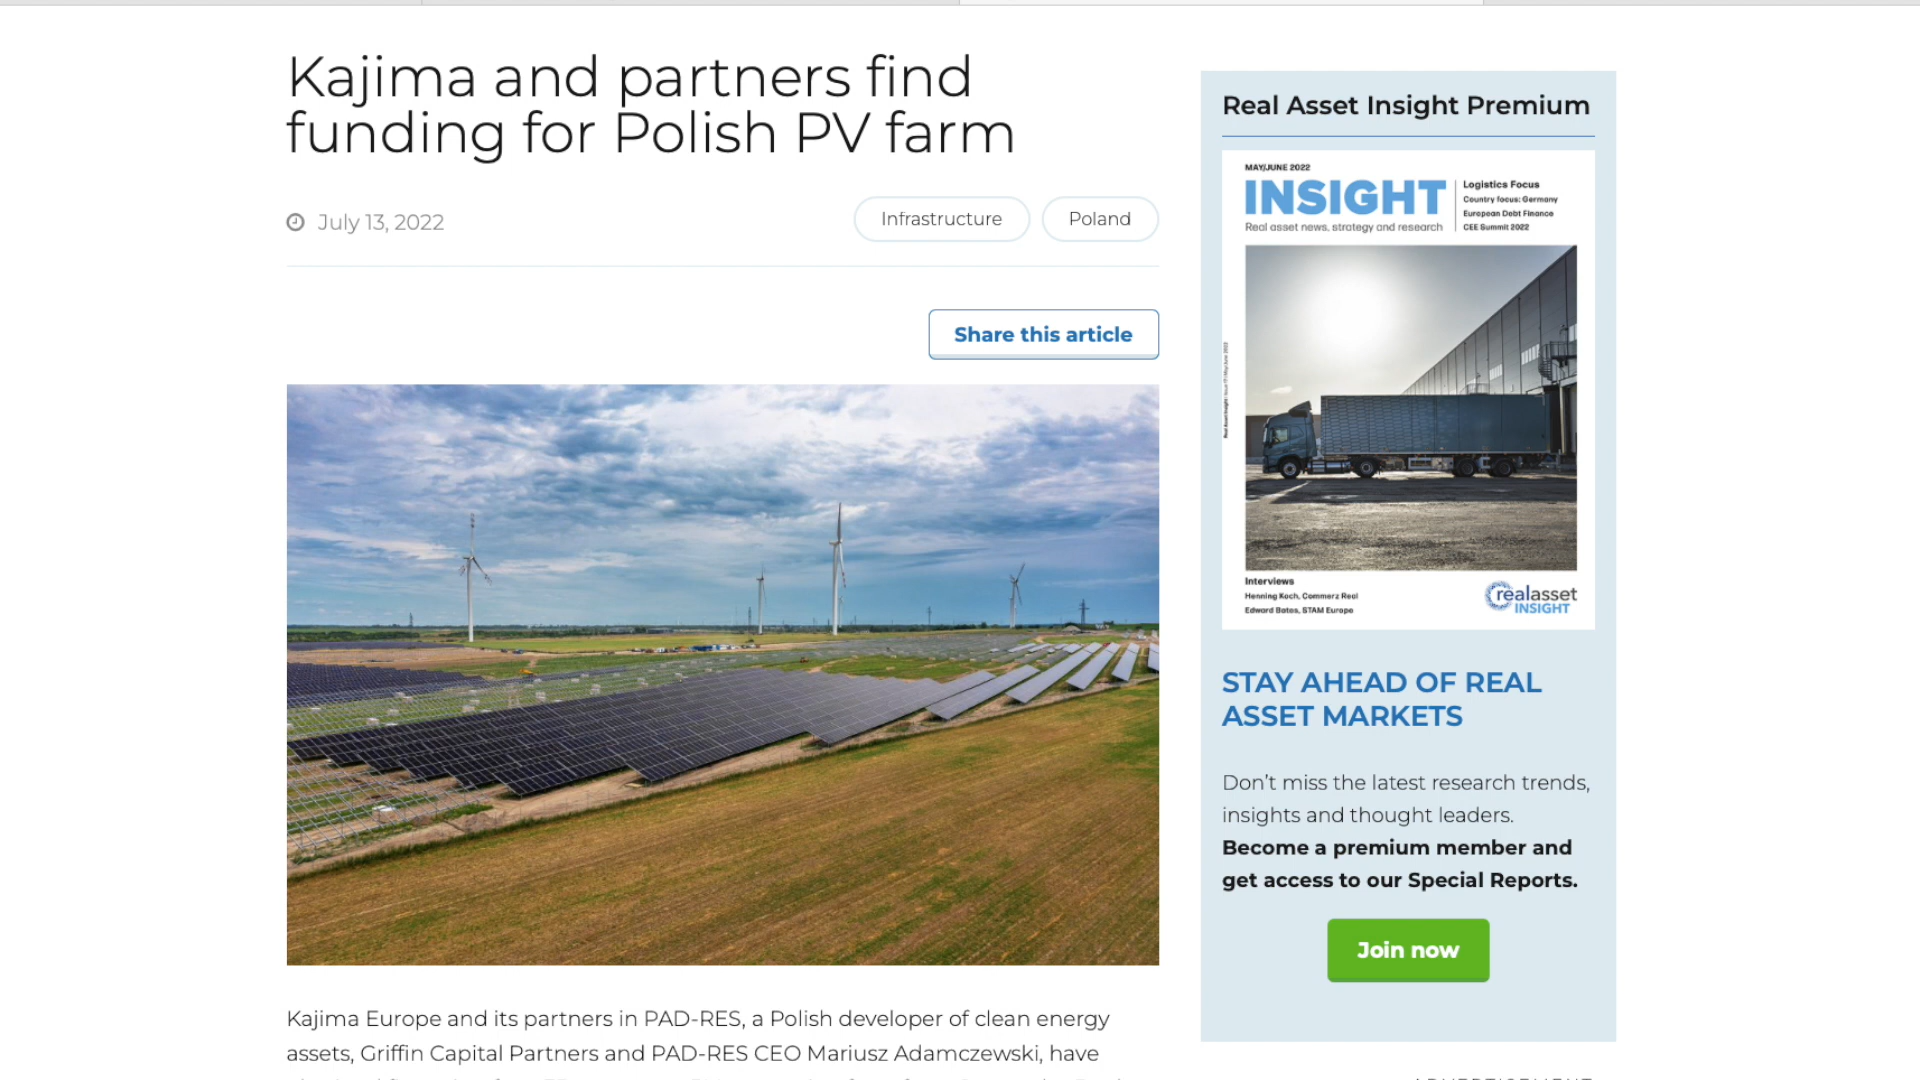 Kajima and partners find
funding for Polish PV farm
July 13, 2022
Infrastructure
Poland
Share this article
Kajima Europe and its partners in PAD-RES, a Polish developer of clean energy
assets, Griffin Capital Partners and PAD-RES CEO Mariusz Adamczewski, have
Real Asset Insight Premium
MAY/JUNE 2022
INSIGHT
Real asset news, strategy and research
Logistics Focus
Country focus: Germany
European Debt Finance
CEE Summit 2022
Interviews
Henning Koch, Commerz Real
Edward Bates, STAM Europe
realasset
INSIGHT
STAY AHEAD OF REAL
ASSET MARKETS
Don't miss the latest research trends,
insights and thought leaders.
Become a premium member and
get access to our Special Reports.
Join now